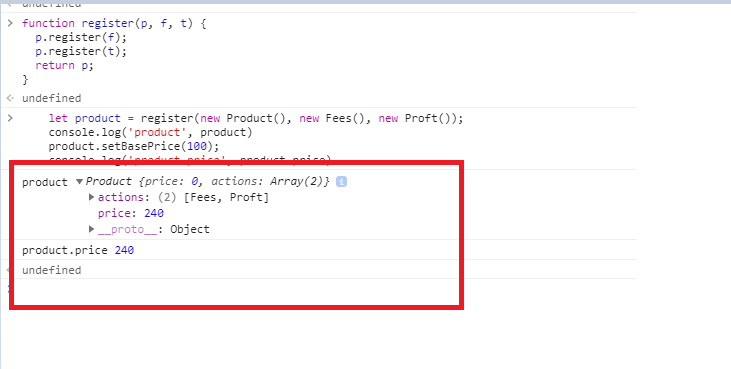 undefined
> function register(p, f, t) {
p.register(f);
p.register(t);
return p;
}
undefined
> let product = register(new Product(), new Fees(), new Proft());
console.log('product', product)
product.setBasePrice(100);
console.log('product.price', product.price)
product ▼Product {price: 0, actions: Array(2)} i
▶actions: (2) [Fees, Proft]
price: 240
▶__proto__: Object
product.price 240
undefined